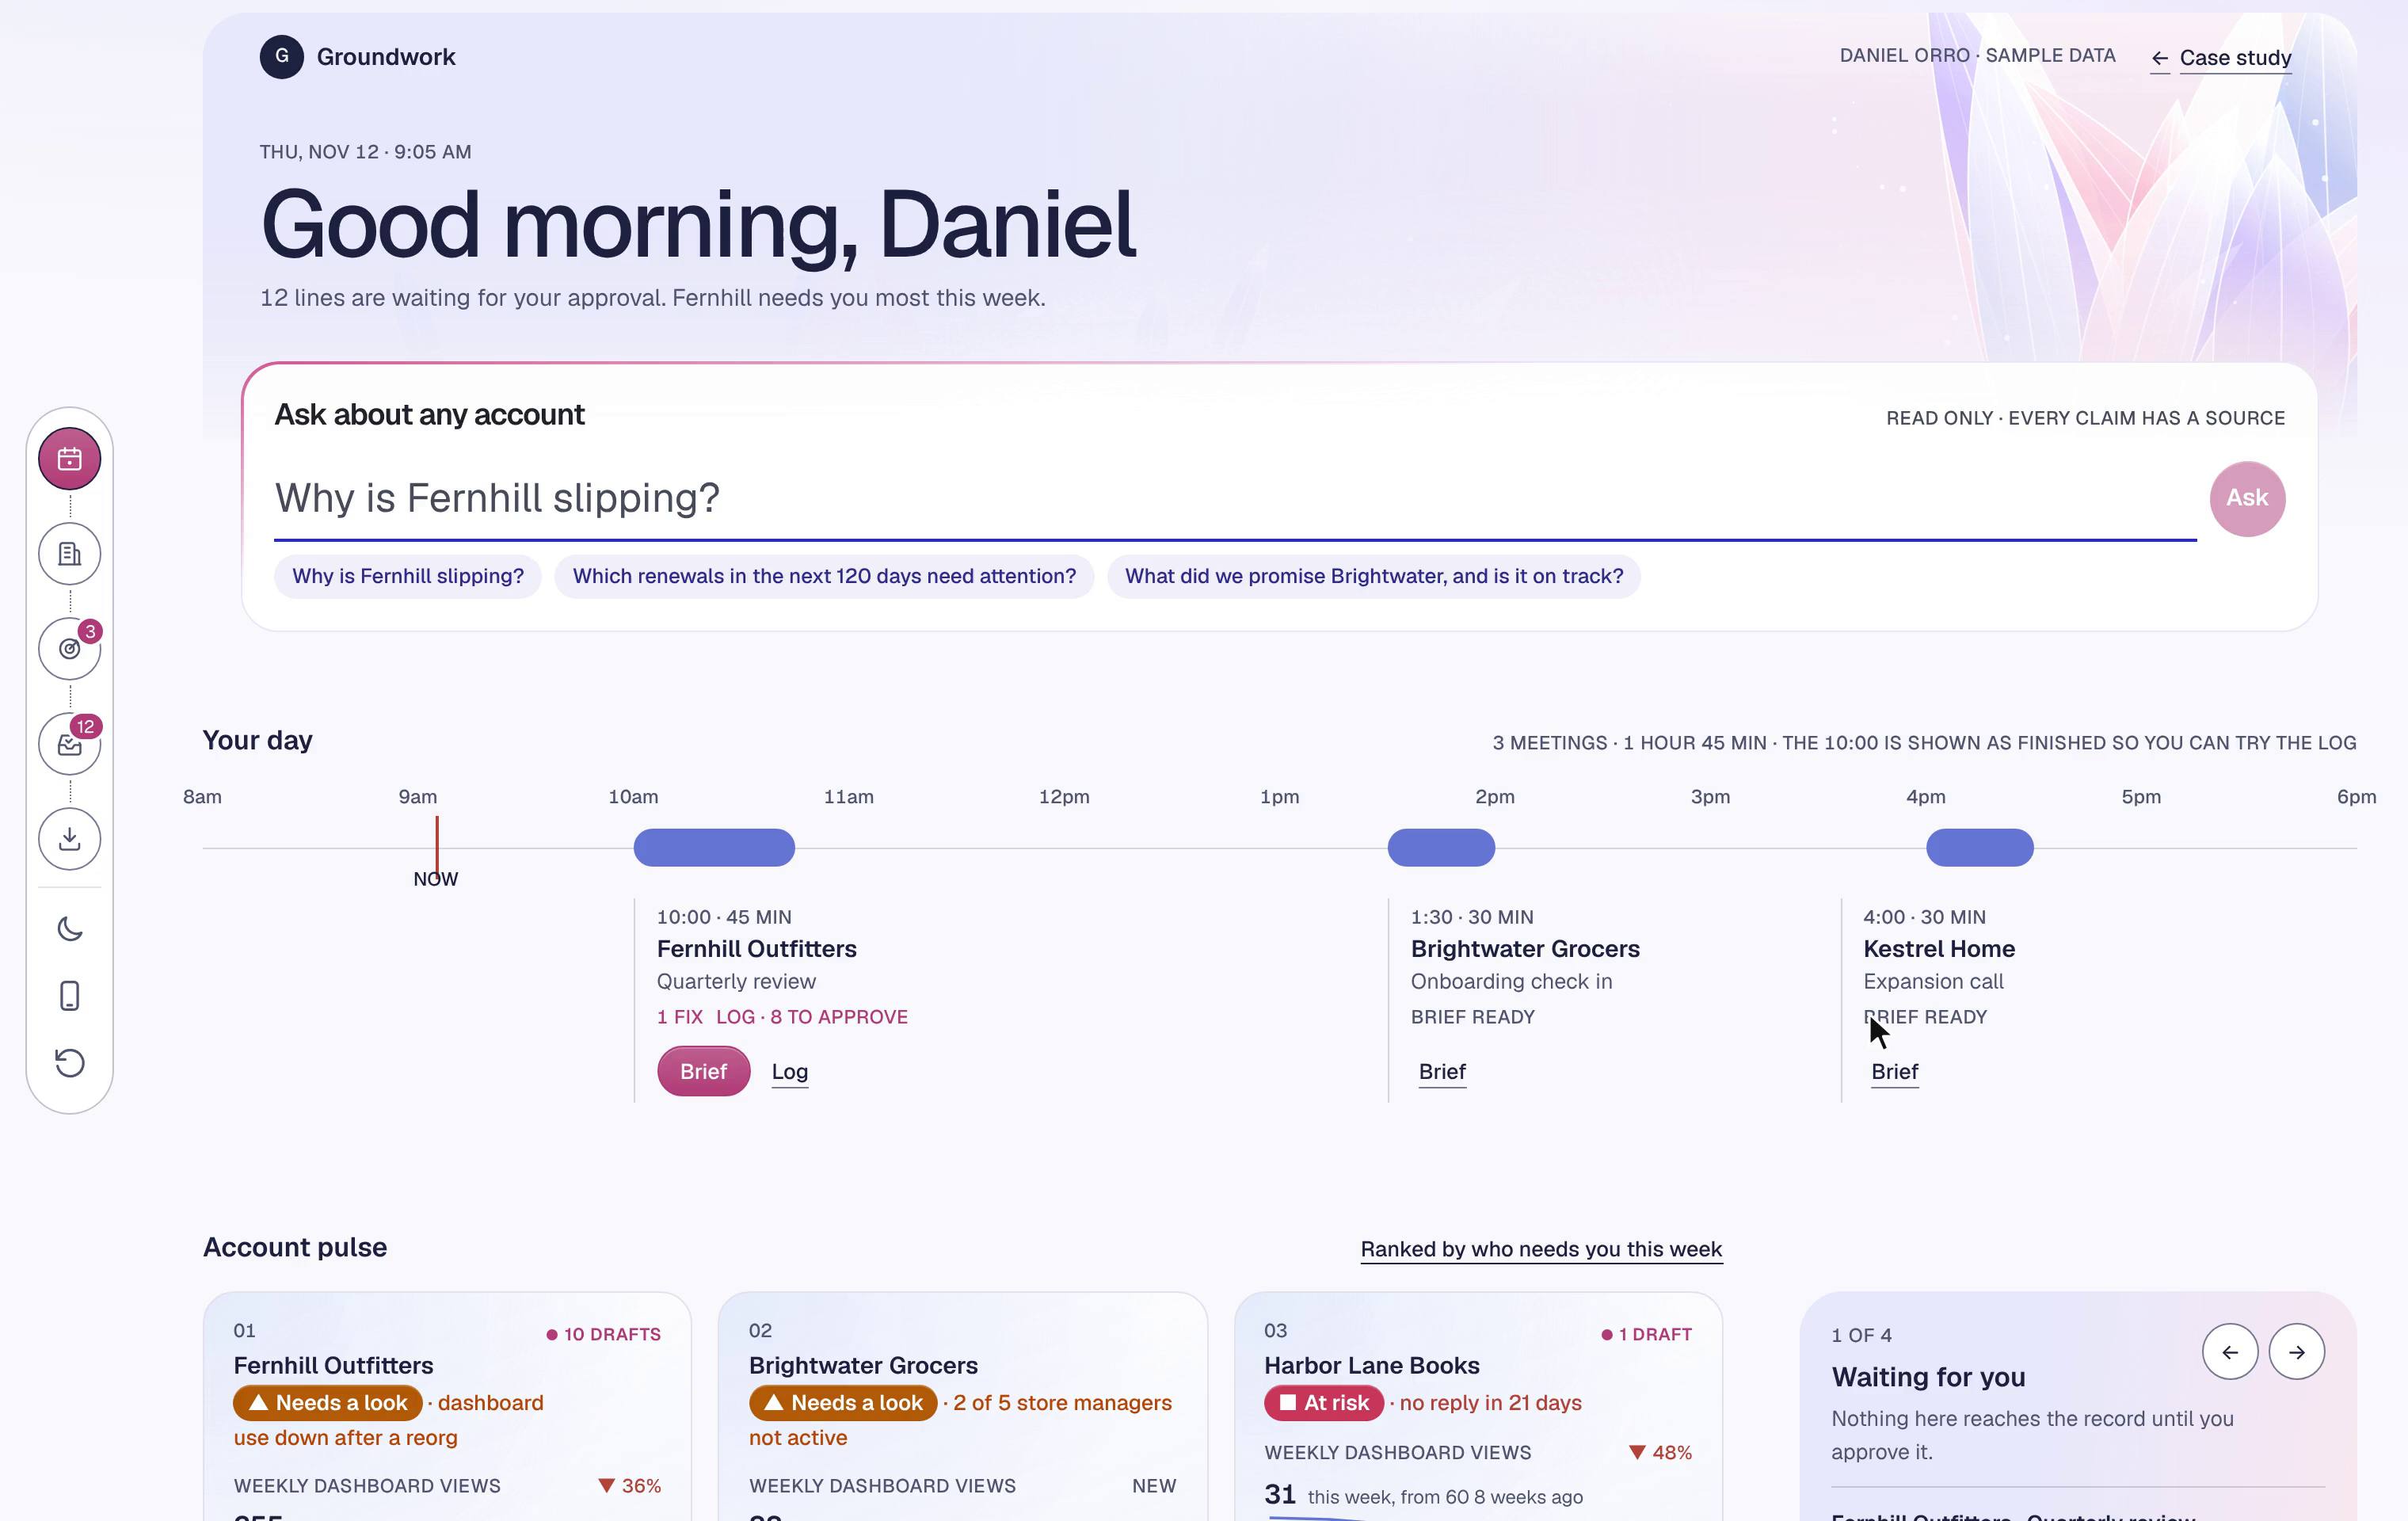 G Groundwork
DANIEL ORRO · SAMPLE DATA
← Case study
THU, NOV 12 · 9:05 AM
Good morning, Daniel
12 lines are waiting for your approval. Fernhill needs you most this week.
Ask about any account
READ ONLY · EVERY CLAIM HAS A SOURCE
Why is Fernhill slipping?
Ask
Why is Fernhill slipping?
Which renewals in the next 120 days need attention?
What did we promise Brightwater, and is it on track?
3
12
Your day
3 MEETINGS · 1 HOUR 45 MIN · THE 10:00 IS SHOWN AS FINISHED SO YOU CAN TRY THE LOG
8am 9am 10am 11am 12pm 1pm 2pm 3pm 4pm 5pm 6pm
NOW
10:00 · 45 MIN
Fernhill Outfitters
Quarterly review
1 FIX LOG · 8 TO APPROVE
Brief Log
1:30 · 30 MIN
Brightwater Grocers
Onboarding check in
BRIEF READY
Brief
4:00 · 30 MIN
Kestrel Home
Expansion call
BRIEF READY
Brief
Account pulse
Ranked by who needs you this week
01
10 DRAFTS
Fernhill Outfitters
▲ Needs a look · dashboard
use down after a reorg
WEEKLY DASHBOARD VIEWS ▼ 36%
02
Brightwater Grocers
▲ Needs a look · 2 of 5 store managers
not active
WEEKLY DASHBOARD VIEWS NEW
03
1 DRAFT
Harbor Lane Books
■ At risk · no reply in 21 days
WEEKLY DASHBOARD VIEWS ▼ 48%
31 this week, from 60 8 weeks ago
1 OF 4
← →
Waiting for you
Nothing here reaches the record until you
approve it.
Fernhill Outfitters · Quarterly review